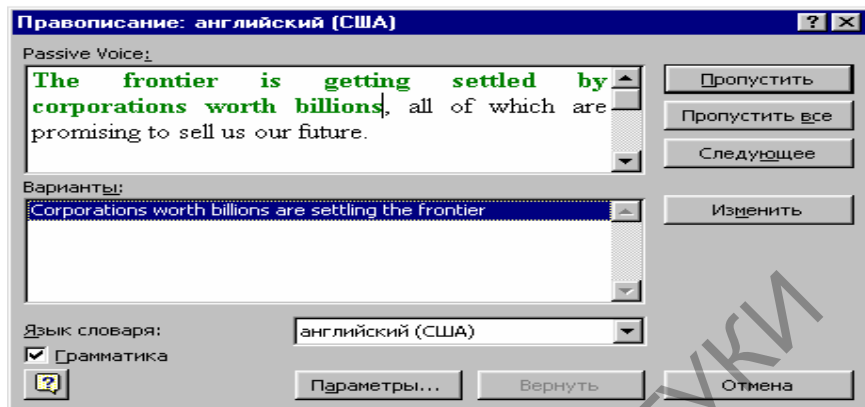 Правописание: английский (США)
Passive Voice:
The frontier is getting settled by
corporations worth billions, all of which are
promising to sell us our future.
Пропустить
Пропустить все
Следующее
Варианты:
Corporations worth billions are settling the frontier
Изменить
Язык словаря:
английский (США)
Грамматика
Параметры...
Вернуть
Отмена